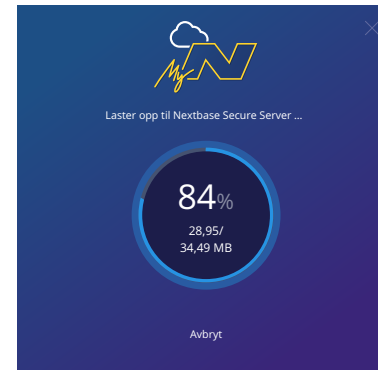 My N
Laster opp til Nextbase Secure Server ...
84%
28,95/
34,49 MB
Avbryt